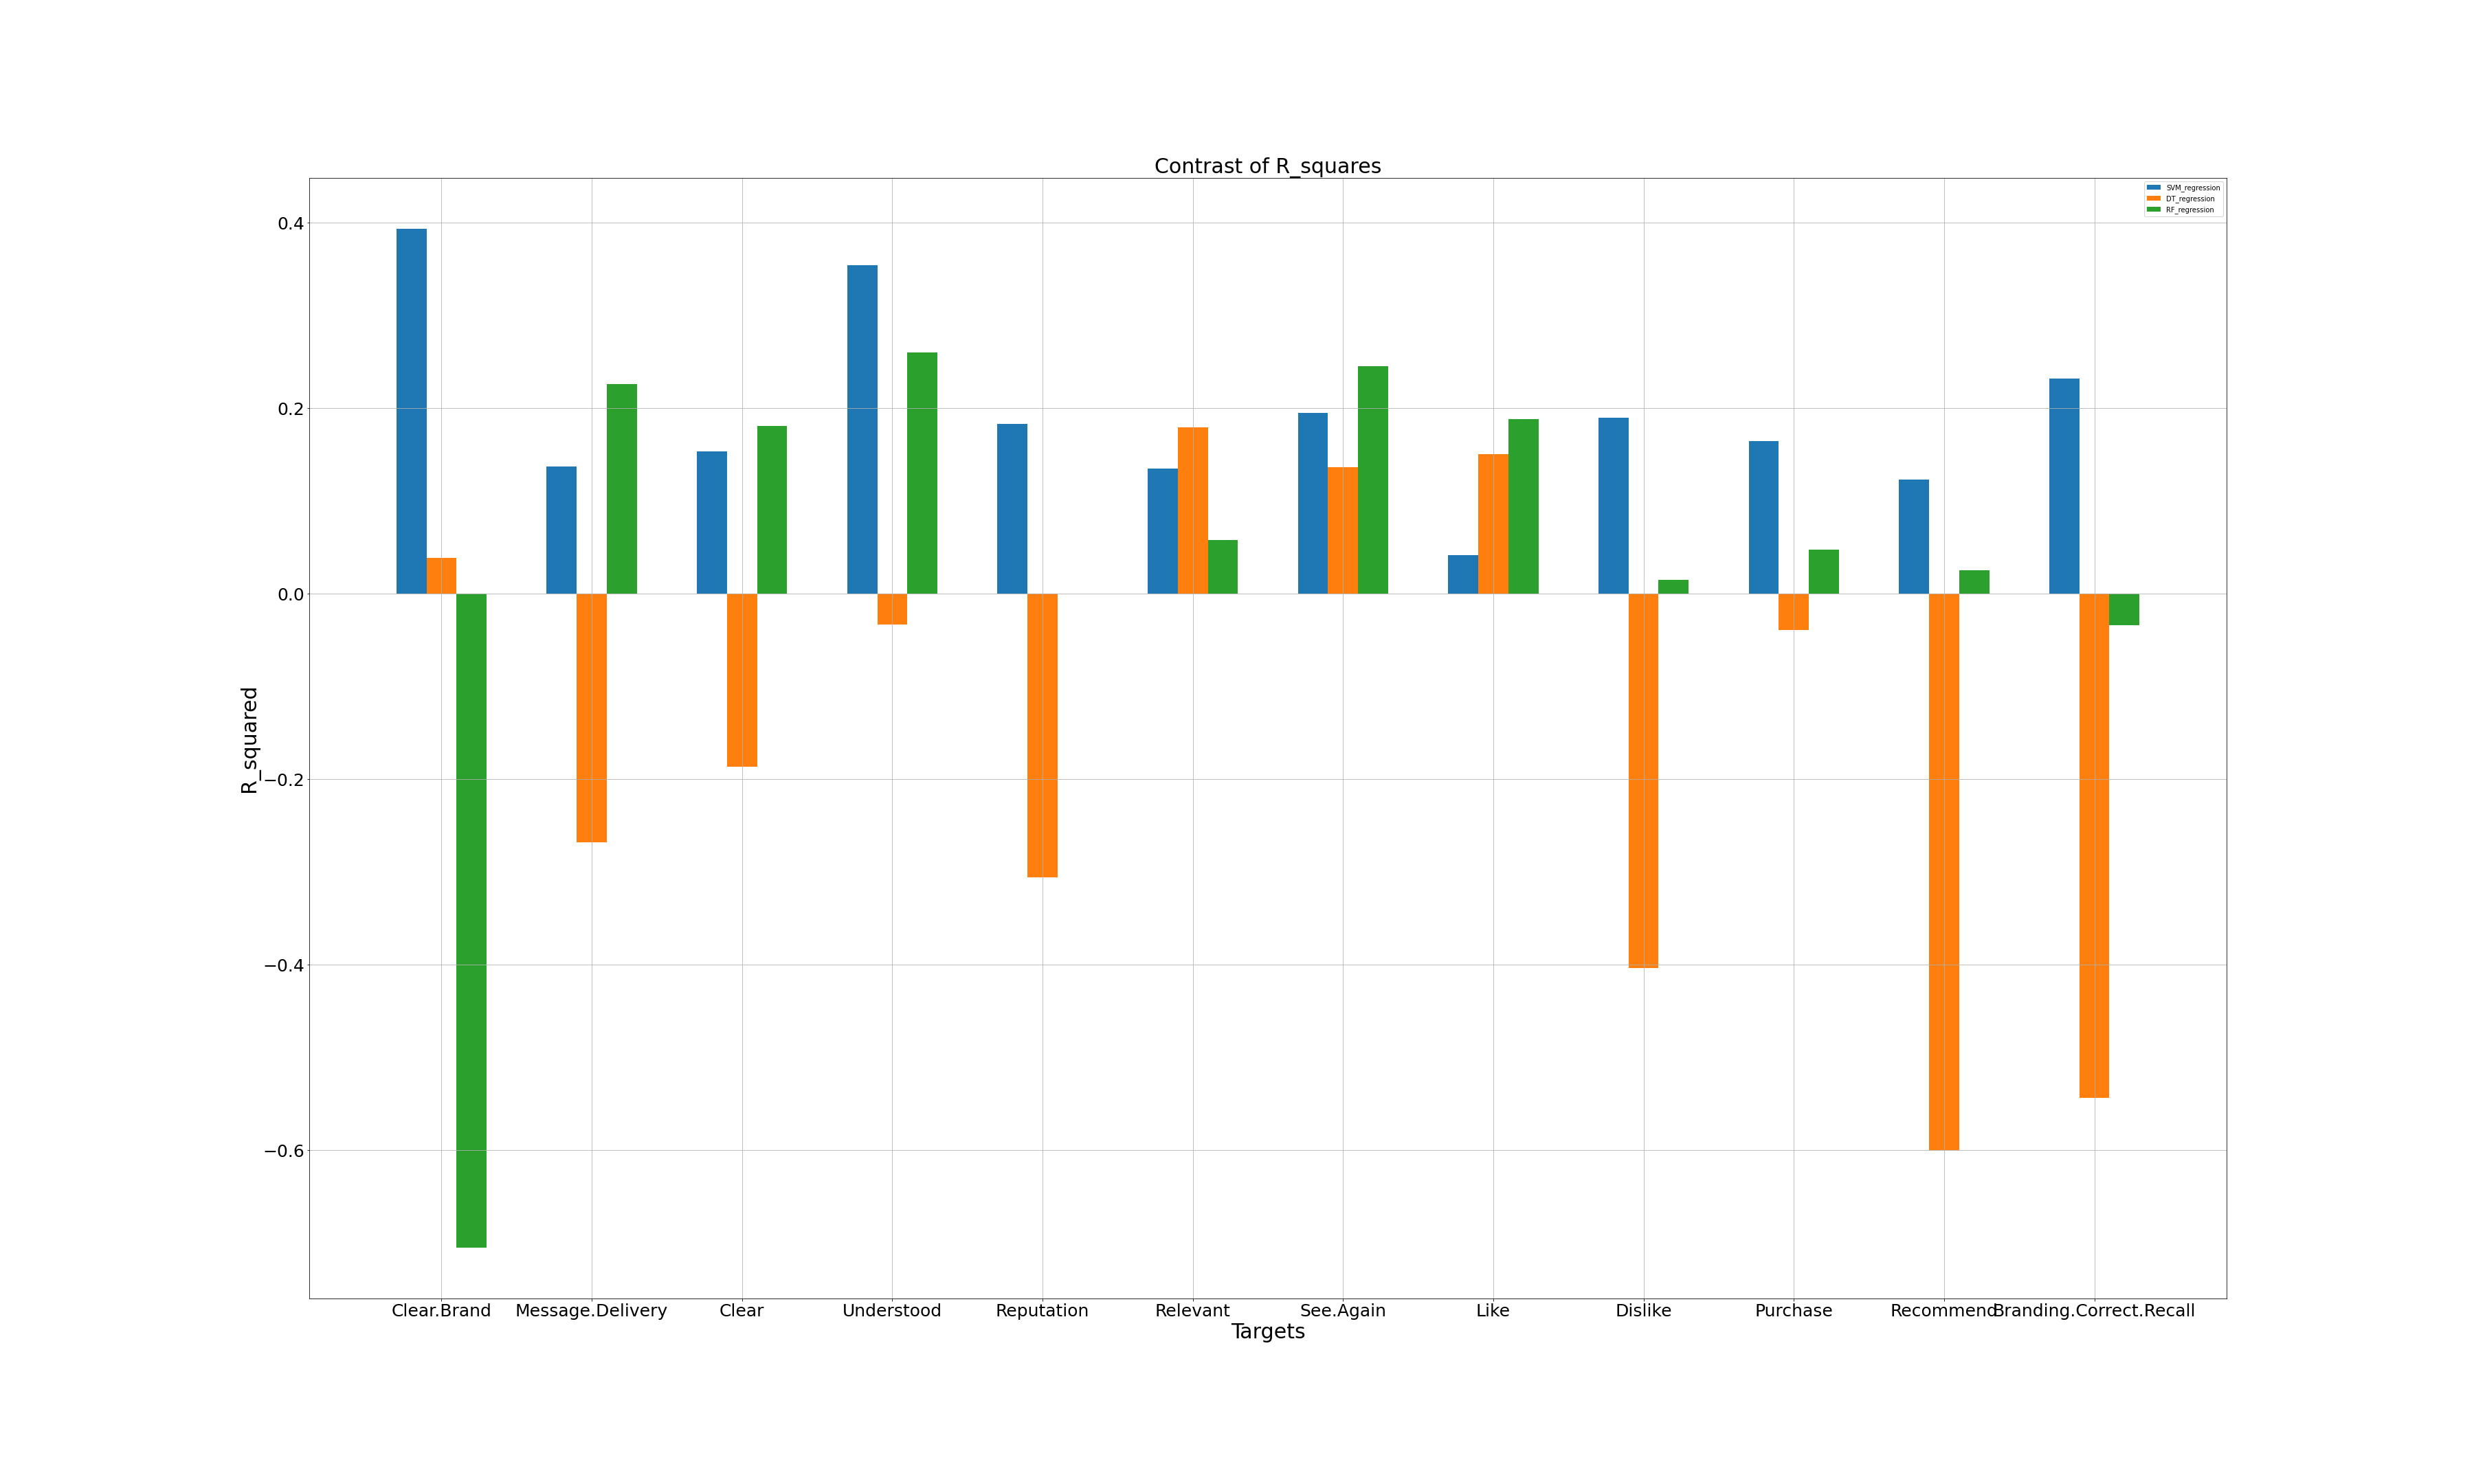 Contrast of R_squares
SVM_regression
DT_regression
RF_regression
R_squared
0.4
0.2
0.0
−0.2
−0.4
−0.6
Clear.Brand Message.Delivery Clear Understood Reputation Relevant See.Again Like Dislike Purchase Recommend Branding.Correct.Recall
Targets